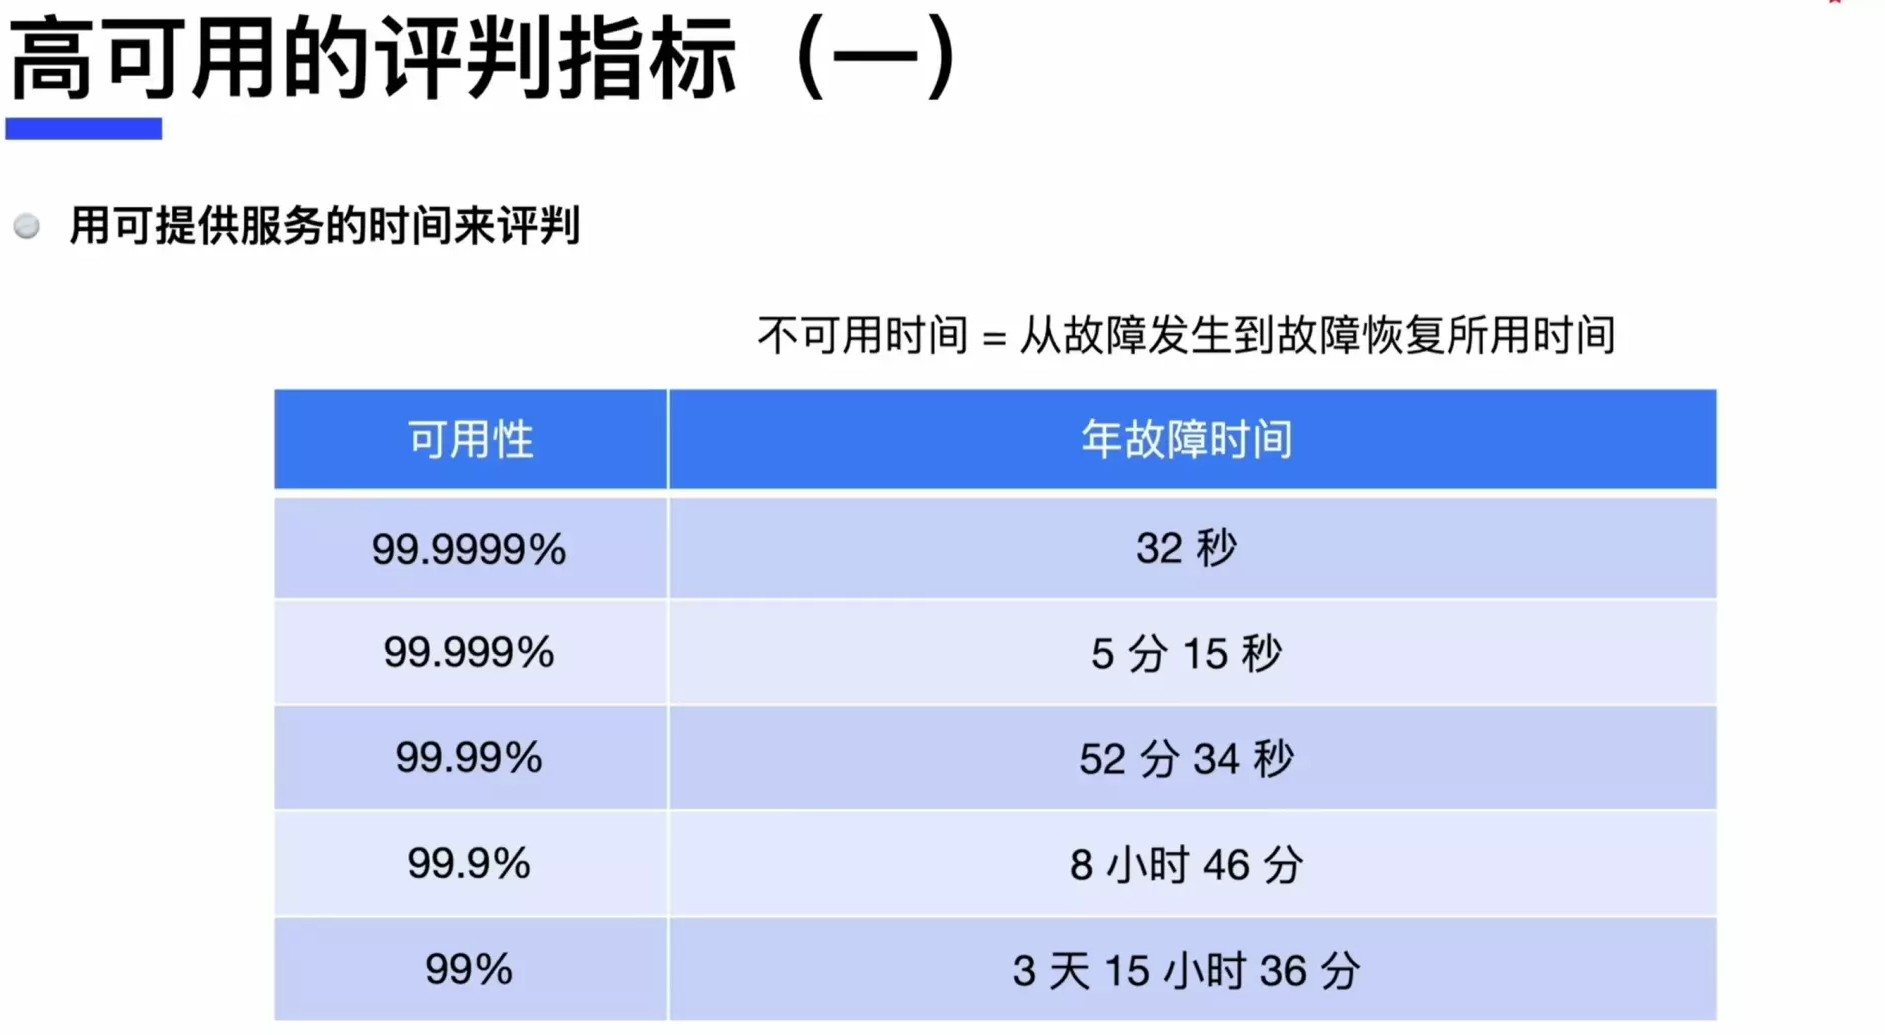 高可用的评判指标（一）
用可提供服务的时间来评判
不可用时间 = 从故障发生到故障恢复所用时间
可用性 年故障时间
99.9999% 32 秒
99.999% 5 分 15 秒
99.99% 52 分 34 秒
99.9% 8 小时 46 分
99% 3 天 15 小时 36 分